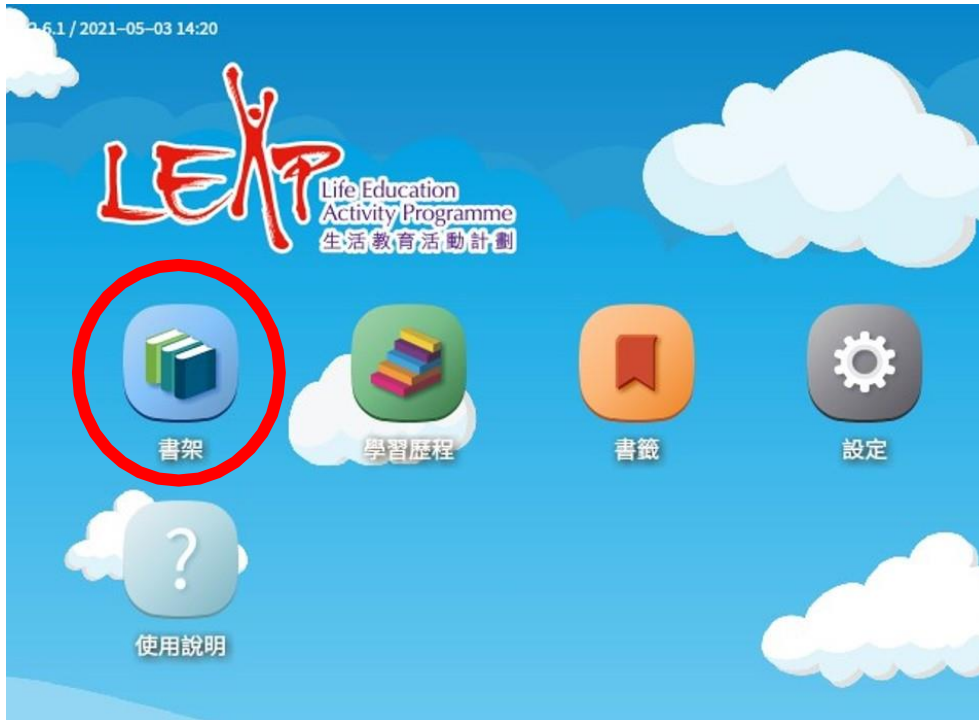 6.1 / 2021–05–03 14:20
LEAP
Life Education
Activity Programme
生活教育活動計劃
書架
學習歷程
書籤
設定
?
使用說明